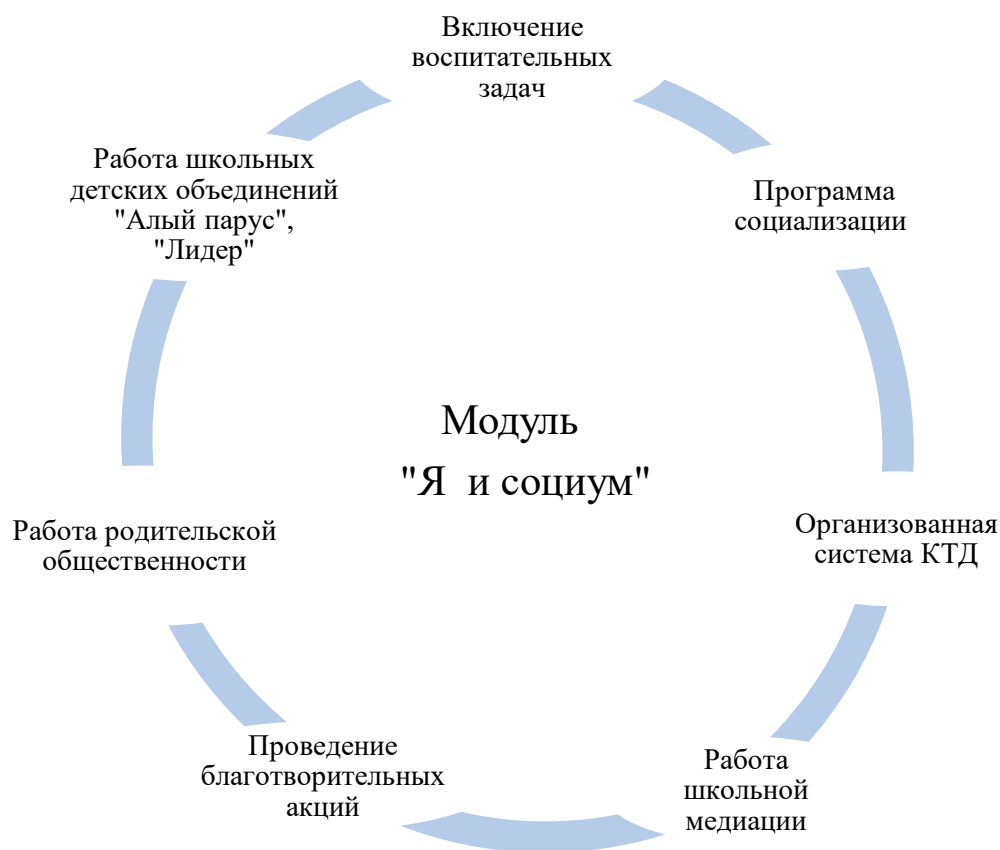 Включение
воспитательных
задач
Программа
социализации
Организованная
система КТД
Работа
школьной
медиации
Проведение
благотворительных
акций
Работа родительской
общественности
Работа школьных
детских объединений
"Алый парус",
"Лидер"
Модуль
"Я  и социум"